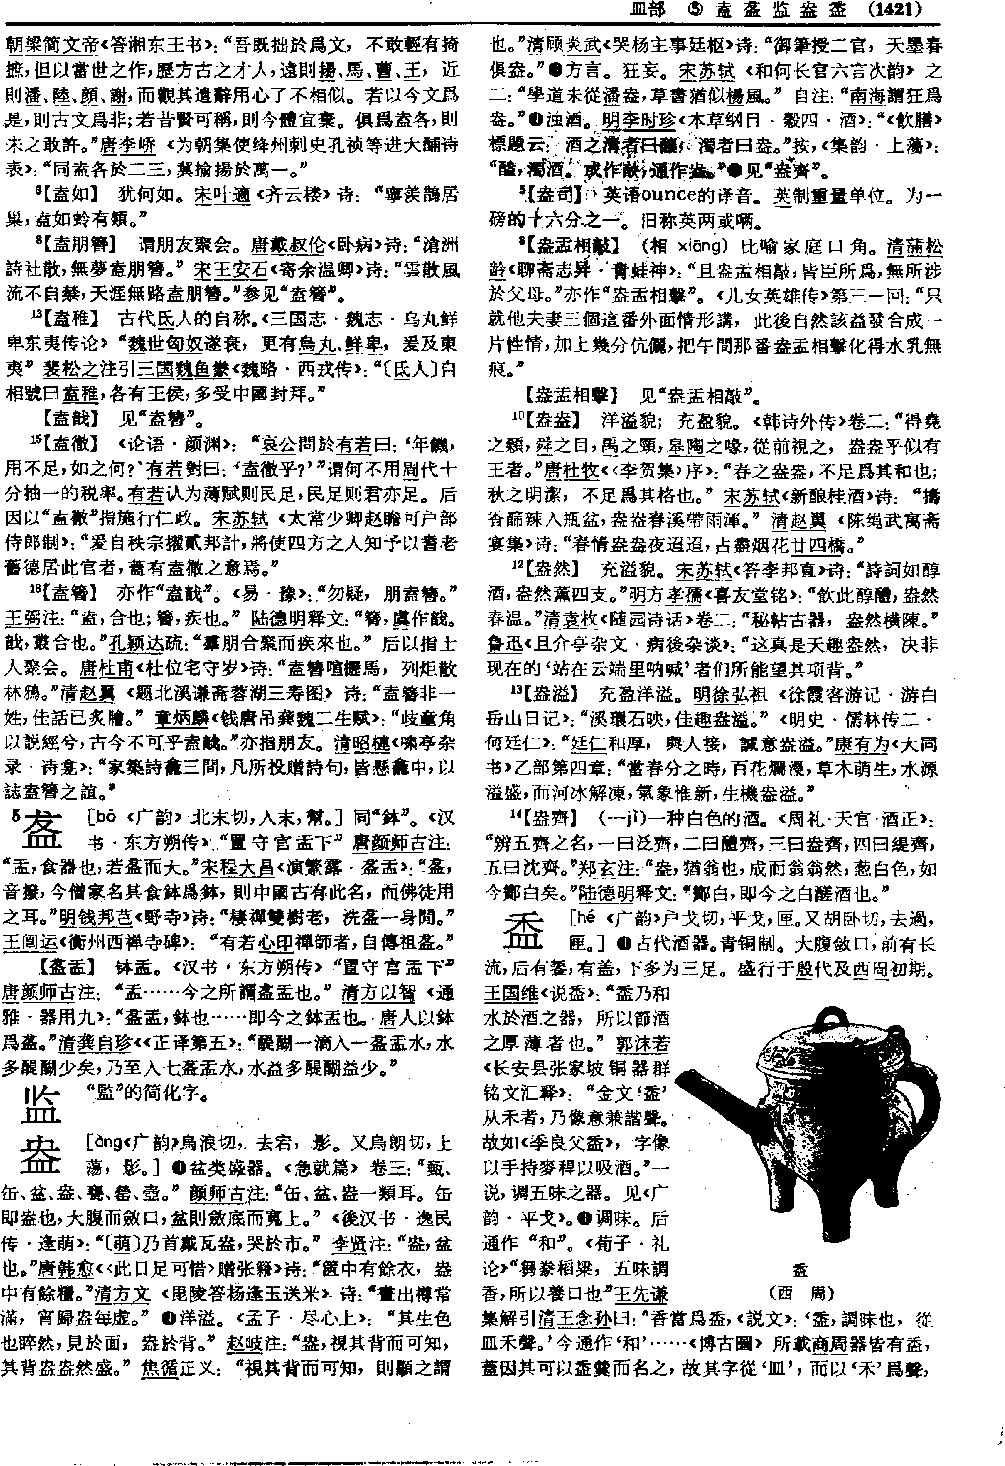 皿部 ⑤ 盍盋监盎盉 (1421)
朝梁简文帝《答湘东王书》：“吾既拙於爲文，不敢輕有掎
摭，但以當世之作，歷方古之才人，遠則揚、馬、曹、王，近
則潘、陸、顔、謝，而觀其遣辭用心了不相似。若以今文爲
是，則古文爲非；若昔賢可稱，則今體宜棄。俱爲盍各，則
未之敢許。”唐李峤《为朝集使绛州刺史孔祯等进大酺诗
表》：“同盍各於二三，冀揄揚於萬一。”
【盍如】 犹何如。宋叶適《齐云楼》诗：“寧羡鵲居
巢，盍如蛉有類。”
8【盍朋簪】 谓朋友聚会。唐戴叔伦《卧病》诗：“滄洲
詩社散，無夢盍朋簪。”宋王安石《寄余温卿》诗：“雲散風
流不自禁，天涯無路盍朋簪。”参见“盍簪”。
13【盍稚】 古代氐人的自称。《三国志·魏志·乌丸鲜
卑东夷传论》“魏世匈奴遂衰，更有烏丸、鮮卑，爰及東
夷”裴松之注引三国魏鱼豢《魏略·西戎传》：“〔氐人〕自
相號曰盍稚，各有王侯，多受中國封拜。”
【盍戠】 见“盍簪”。
15【盍徹】 《论语·颜渊》：“哀公問於有若曰：‘年饑，
用不足，如之何？’有若對曰：‘盍徹乎？’”谓何不用周代十
分抽一的税率。有若认为薄赋则民足，民足则君亦足。后
因以“盍徹”指施行仁政。宋苏轼《太常少卿赵瞻可户部
侍郎制》：“爰自秩宗擢貳邦計，將使四方之人知予以耆老
舊德居此官者，蓄有盍徹之意焉。”
18【盍簪】 亦作“盍戠”。《易·豫》：“勿疑，朋盍簪。”
王弼注：“盍，合也；簪，疾也。”陆德明释文：“簪，虞作戠。
戠，叢合也。”孔颖达疏：“羣朋合聚而疾來也。”后以指士
人聚会。唐杜甫《杜位宅守岁》诗：“盍簪喧櫪馬，列炬散
林鴉。”清赵翼《题北溪谦斋蓉湖三寿图》诗：“盍簪非一
姓，佳話已炙膾。”章炳麟《钱唐吊龚魏二生赋》：“歧童角
以說經兮，古今不可乎盍戠。”亦指朋友。清昭梿《啸亭杂
录·诗龛》：“家築詩龕三間，凡所投贈詩句，皆懸龕中，以
誌盍簪之誼。”
5盋 〔bō《广韵》北末切，入末，幫。〕同“鉢”。《汉
书·东方朔传》“置守宫盂下”唐颜师古注：
“盂，食器也，若盋而大。”宋程大昌《演繁露·盋盂》：“盋，
音撥，今僧家名其食鉢爲鉢，則中國古有此名，而佛徒用
之耳。”明钱邦芑《野寺》诗：“棲禪雙樹老，洗盋一身閒。”
王闿运《衡州西禅寺碑》：“有若心印禪師者，自傳祖盋。”
【盋盂】 钵盂。《汉书·东方朔传》“置守宫盂下”
唐颜师古注：“盂……今之所謂盋盂也。”清方以智《通
雅·器用九》：“盋盂，鉢也……即今之鉢盂也。唐人以鉢
爲盋。”清龚自珍《〈正译第五〉》：“醍醐一滴入一盋盂水，水
多醍醐少矣，乃至入七盋盂水，水益多醍醐益少。”
监 “監”的简化字。
盎 〔àng《广韵》烏浪切，去宕，影。又烏朗切，上
蕩，影。〕❶盆类盛器。《急就篇》卷三：“甄、
缶、盆、盎、甕、罃、壺。”颜师古注：“缶、盆、盎一類耳。缶
即盎也，大腹而斂口，盆則斂底而寬上。”《後汉书·逸民
传·逢萌》：“〔萌〕乃首戴瓦盎，哭於市。”李贤注：“盎，盆
也。”唐韩愈《〈此日足可惜〉赠张籍》诗：“篋中有餘衣，盎
中有餘糧。”清方文《毘陵答杨逢玉送米》诗：“晝出樽常
滿，宵歸盎每虚。”❷洋溢。《孟子·尽心上》：“其生色
也睟然，見於面，盎於背。”赵岐注：“盎，視其背而可知，
其背盎盎然盛。”焦循正义：“視其背而可知，則顯之謂
也。”清顾炎武《哭杨主事廷枢》诗：“御筆授二官，天墨春
俱盎。”❸方言。狂妄。宋苏轼《和何长官六言次韵》之
二：“學道未從潘盎，草書猶似楊風。”自注：“南海謂狂爲
盎。”❹浊酒。明李时珍《本草纲目·穀四·酒》：“《飲膳》
標題云：酒之清者曰釀，濁者曰盎。”按，《集韵·上荡》：
“醠，濁酒。或作䣷，通作盎。”❺见“盎齊”。
5【盎司】 英语ounce的译音。英制重量单位。为一
磅的十六分之一。旧称英两或唡。
8【盎盂相敲】 (相 xiāng) 比喻家庭口角。清蒲松
龄《聊斋志异·青蛙神》：“且盎盂相敲，皆臣所爲，無所涉
於父母。”亦作“盎盂相擊”。《儿女英雄传》第三一回：“只
就他夫妻三個這番外面情形講，此後自然該益發合成一
片性情，加上幾分伉儷，把午間那番盎盂相擊化得水乳無
痕。”
【盎盂相擊】 见“盎盂相敲”。
10【盎盎】 洋溢貌；充盈貌。《韩诗外传》卷二：“得堯
之顙，舜之目，禹之頸，皋陶之喙，從前視之，盎盎乎似有
王者。”唐杜牧《〈李贺集〉序》：“春之盎盎，不足爲其和也；
秋之明潔，不足爲其格也。”宋苏轼《新酿桂酒》诗：“擣
香篩辣入瓶盆，盎盎春溪帶雨渾。”清赵翼《陈绳武寓斋
宴集》诗：“春情盎盎夜迢迢，占盡烟花廿四橋。”
12【盎然】 充溢貌。宋苏轼《答李邦直》诗：“詩詞如醇
酒，盎然薰四支。”明方孝孺《喜友堂铭》：“飲此醇醴，盎然
春温。”清袁枚《随园诗话》卷二：“秘帖古器，盎然横陳。”
鲁迅《且介亭杂文·病後杂谈》：“这真是天趣盎然，决非
现在的‘站在云端里呐喊’者们所能望其项背。”
13【盎溢】 充盈洋溢。明徐弘祖《徐霞客游记·游白
岳山日记》：“溪環石映，佳趣盎溢。”《明史·儒林传二·
何廷仁》：“廷仁和厚，與人接，誠意盎溢。”康有为《大同
书》乙部第四章：“當春分之時，百花爛漫，草木萌生，水源
溢盛，而河冰解凍，氣象惟新，生機盎溢。”
14【盎齊】 (—jì)一种白色的酒。《周礼·天官·酒正》：
“辨五齊之名，一曰泛齊，二曰醴齊，三曰盎齊，四曰緹齊，
五曰沈齊。”郑玄注：“盎，猶翁也，成而翁翁然，葱白色，如
今酇白矣。”陆德明释文：“酇白，即今之白醝酒也。”
盉 〔hé《广韵》户戈切，平戈，匣。又胡卧切，去過，
匣。〕❶古代酒器。青铜制。大腹敛口，前有长
流，后有鋬，有盖，下多为三足。盛行于殷代及西周初期。
王国维《说盉》：“盉乃和
水於酒之器，所以節酒
之厚薄者也。”郭沫若
《长安县张家坡铜器群
铭文汇释》：“金文‘盉’
从禾者，乃像意兼諧聲。
故如《季良父盉》，字像
以手持麥稈以吸酒。”一
说，调五味之器。见《广
韵·平戈》。❷调味。后
通作“和”。《荀子·礼
论》“芻豢稻粱，五味調
香，所以養口也”王先谦
集解引清王念孙曰：“香當爲盉，《説文》：‘盉，調味也，從
皿禾聲。’今通作‘和’……《博古圖》所載商周器皆有盉，
蓋因其可以盉羹而名之，故其字從‘皿’，而以‘禾’爲聲，
盉
(西 周)